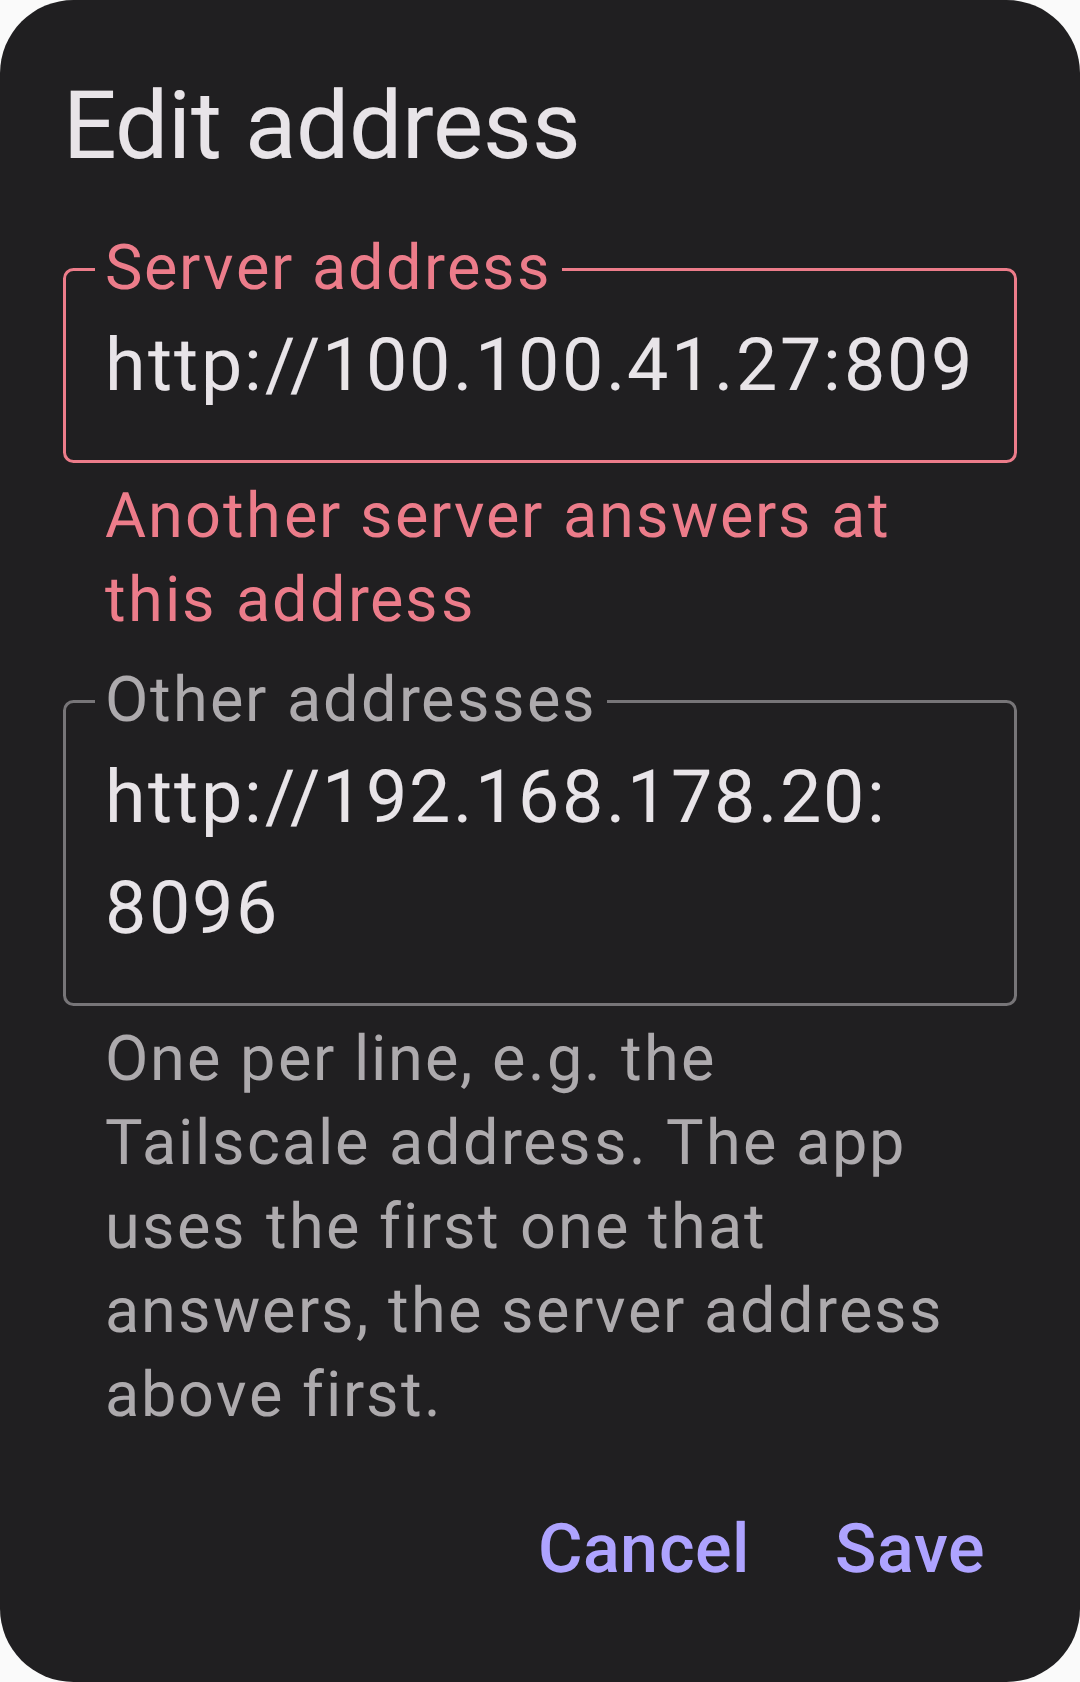 Edit address
Server address
http://100.100.41.27:809
Another server answers at
this address
Other addresses
http://192.168.178.20:
8096
One per line, e.g. the
Tailscale address. The app
uses the first one that
answers, the server address
above first.
Cancel Save